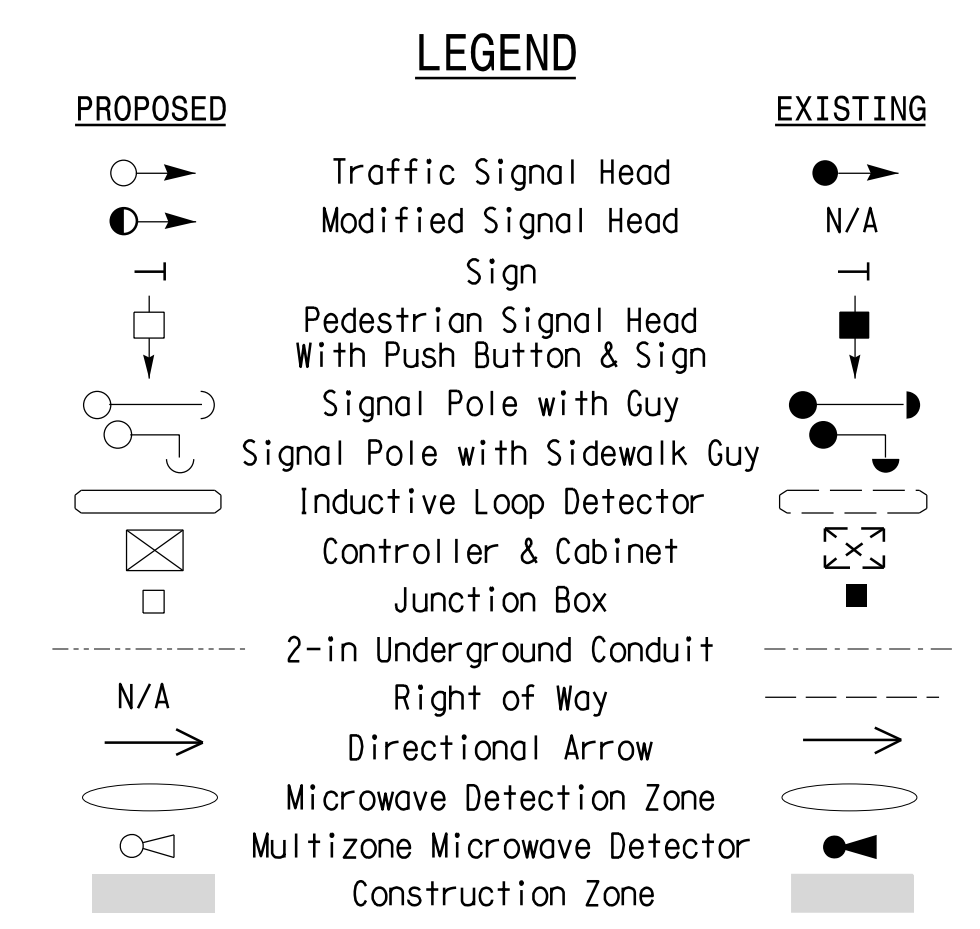 LEGEND
PROPOSED EXISTING
Traffic Signal Head
Modified Signal Head N/A
Sign
Pedestrian Signal Head
With Push Button & Sign
Signal Pole with Guy
Signal Pole with Sidewalk Guy
Inductive Loop Detector
Controller & Cabinet
Junction Box
2-in Underground Conduit
N/A Right of Way
Directional Arrow
Microwave Detection Zone
Multizone Microwave Detector
Construction Zone